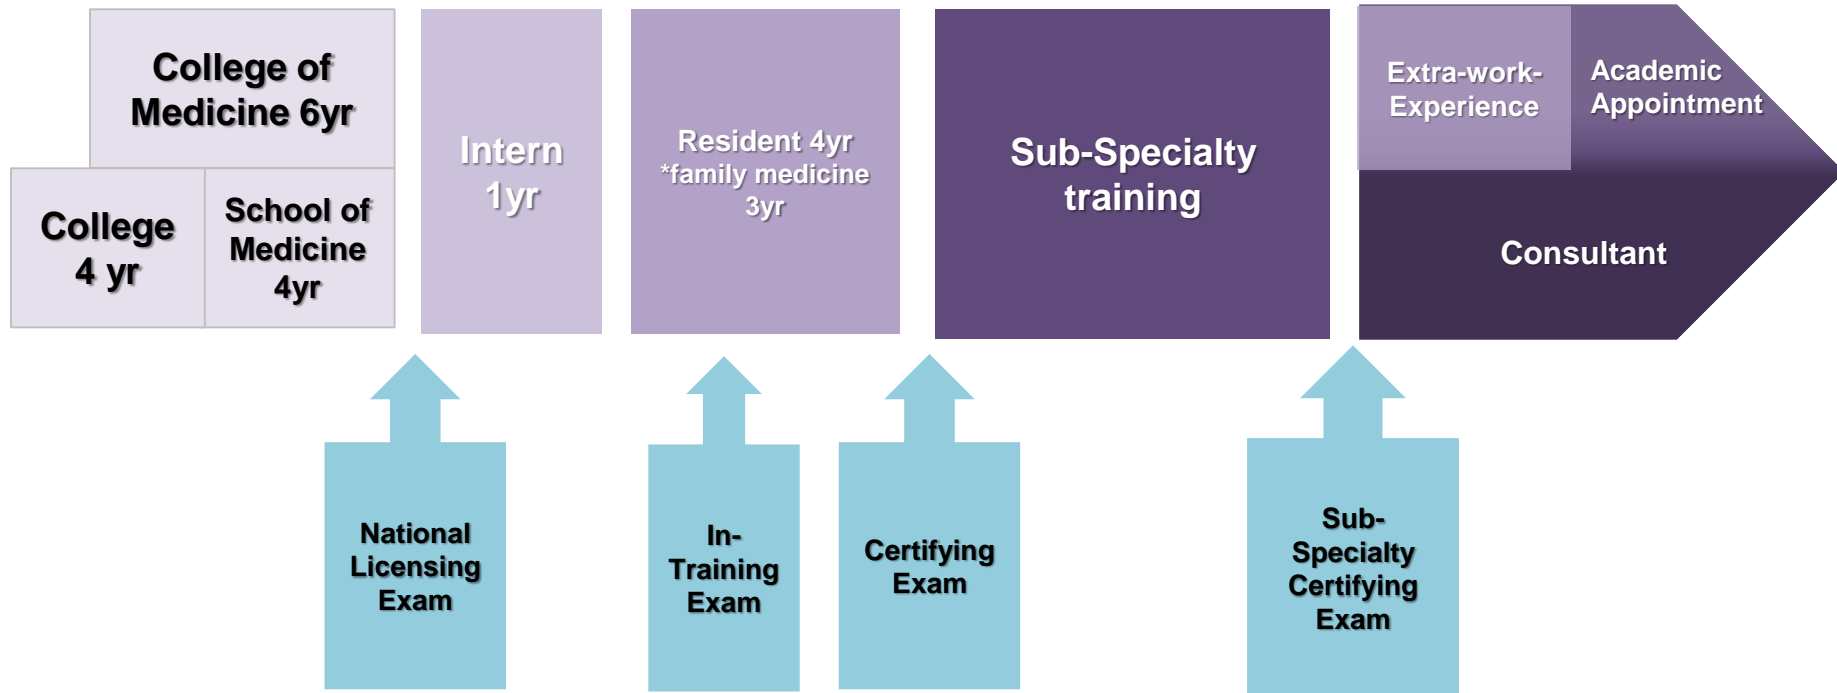 College of
Medicine 6yr
College
4 yr
School of
Medicine
4yr
Intern
1yr
Resident 4yr
*family medicine
3yr
Sub-Specialty
training
Extra-work-
Experience
Academic
Appointment
Consultant
National
Licensing
Exam
In-
Training
Exam
Certifying
Exam
Sub-
Specialty
Certifying
Exam